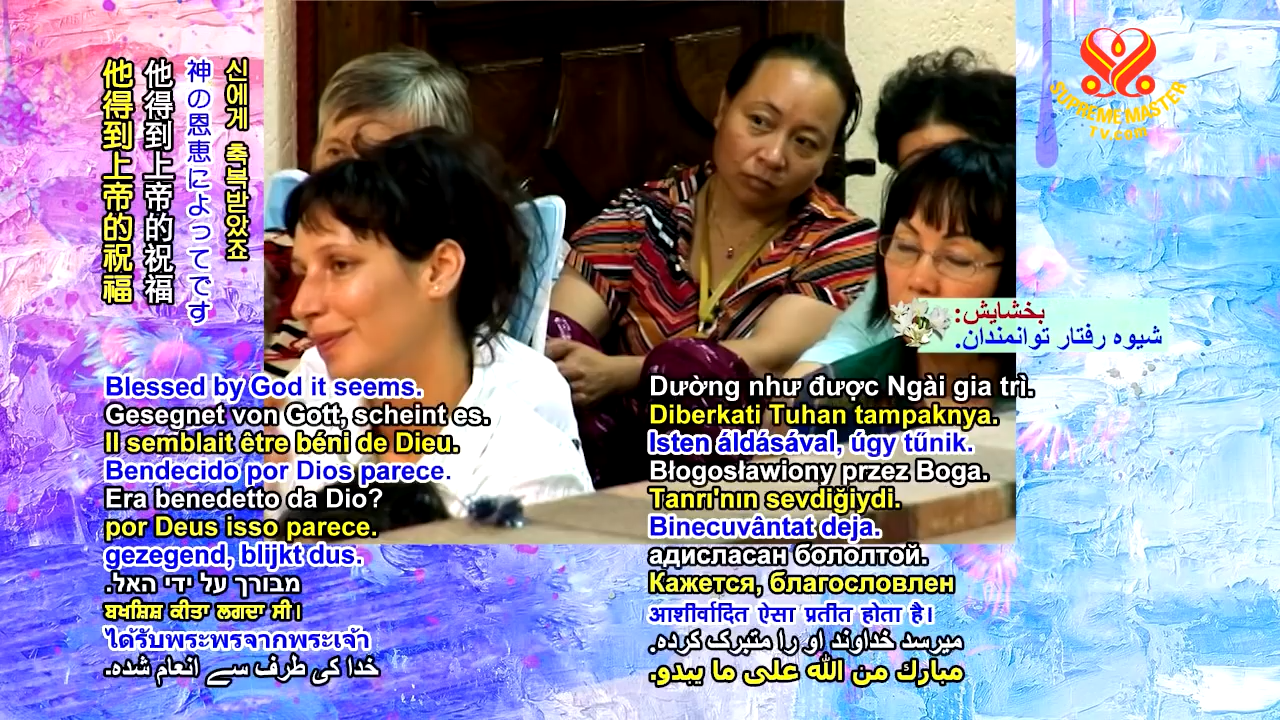 신에게 축복받았죠
神の恩恵によってです
他得到上帝的祝福
他得到上帝的祝福
SUPREME MASTER
TV.com
بخشایش:
شیوه رفتار توانمندان.
Blessed by God it seems.
Gesegnet von Gott, scheint es.
Il semblait être béni de Dieu.
Bendecido por Dios parece.
Era benedetto da Dio?
por Deus isso parece.
gezegend, blijkt dus.
מבורך על ידי האל.
ਬਖਸ਼ਿਸ਼ ਕੀਤਾ ਲਗਦਾ ਸੀ।
ได้รับพระพรจากพระเจ้า
خدا کی طرف سے انعام شدہ.
Dường như được Ngài gia trì.
Diberkati Tuhan tampaknya.
Isten áldásával, úgy tűnik.
Błogosławiony przez Boga.
Tanrı'nın sevdiğiydi.
Binecuvântat deja.
адисласан бололтой.
Кажется, благословлен
आशीर्वादित ऐसा प्रतीत होता है।
میرسد خداوند او را متبرک کرده.
مبارك من الله على ما يبدو.